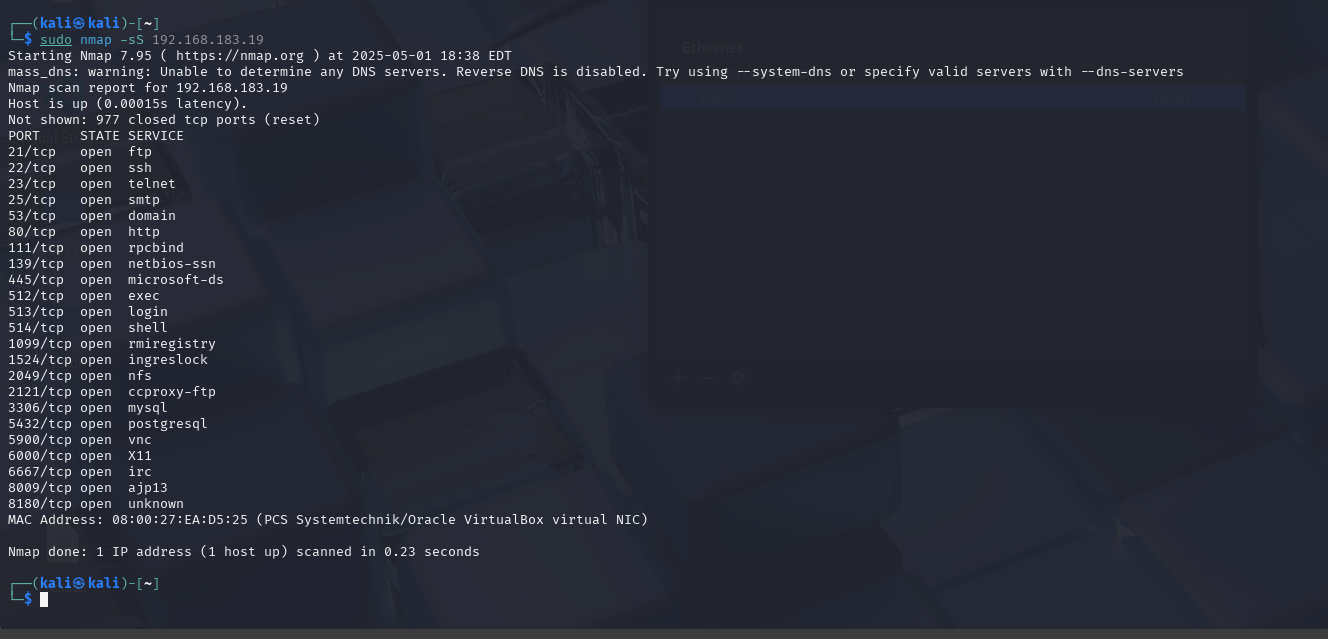 ┌──(kali㉿kali)-[~]
└─$ sudo nmap -sS 192.168.183.19
Starting Nmap 7.95 ( https://nmap.org ) at 2025-05-01 18:38 EDT
mass_dns: warning: Unable to determine any DNS servers. Reverse DNS is disabled. Try using --system-dns or specify valid servers with --dns-servers
Nmap scan report for 192.168.183.19
Host is up (0.00015s latency).
Not shown: 977 closed tcp ports (reset)
PORT     STATE SERVICE
21/tcp   open  ftp
22/tcp   open  ssh
23/tcp   open  telnet
25/tcp   open  smtp
53/tcp   open  domain
80/tcp   open  http
111/tcp  open  rpcbind
139/tcp  open  netbios-ssn
445/tcp  open  microsoft-ds
512/tcp  open  exec
513/tcp  open  login
514/tcp  open  shell
1099/tcp open  rmiregistry
1524/tcp open  ingreslock
2049/tcp open  nfs
2121/tcp open  ccproxy-ftp
3306/tcp open  mysql
5432/tcp open  postgresql
5900/tcp open  vnc
6000/tcp open  X11
6667/tcp open  irc
8009/tcp open  ajp13
8180/tcp open  unknown
MAC Address: 08:00:27:EA:D5:25 (PCS Systemtechnik/Oracle VirtualBox virtual NIC)
Nmap done: 1 IP address (1 host up) scanned in 0.23 seconds
┌──(kali㉿kali)-[~]
└─$
Ethernet